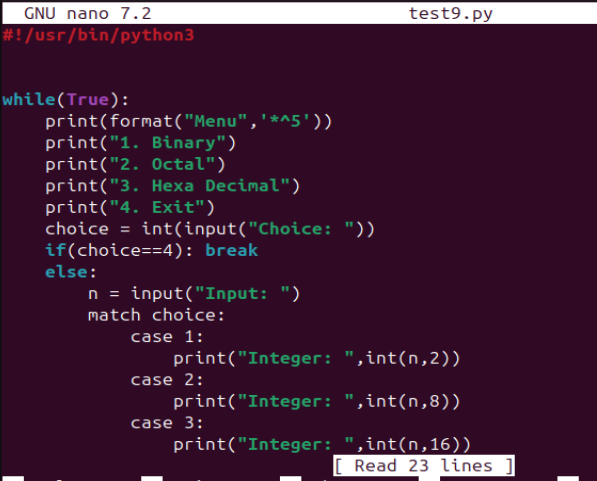 GNU nano 7.2 test9.py
#!/usr/bin/python3
while(True):
    print(format("Menu",'*^5'))
    print("1. Binary")
    print("2. Octal")
    print("3. Hexa Decimal")
    print("4. Exit")
    choice = int(input("Choice: "))
    if(choice==4): break
    else:
        n = input("Input: ")
        match choice:
            case 1:
                print("Integer: ",int(n,2))
            case 2:
                print("Integer: ",int(n,8))
            case 3:
                print("Integer: ",int(n,16))
[ Read 23 lines ]